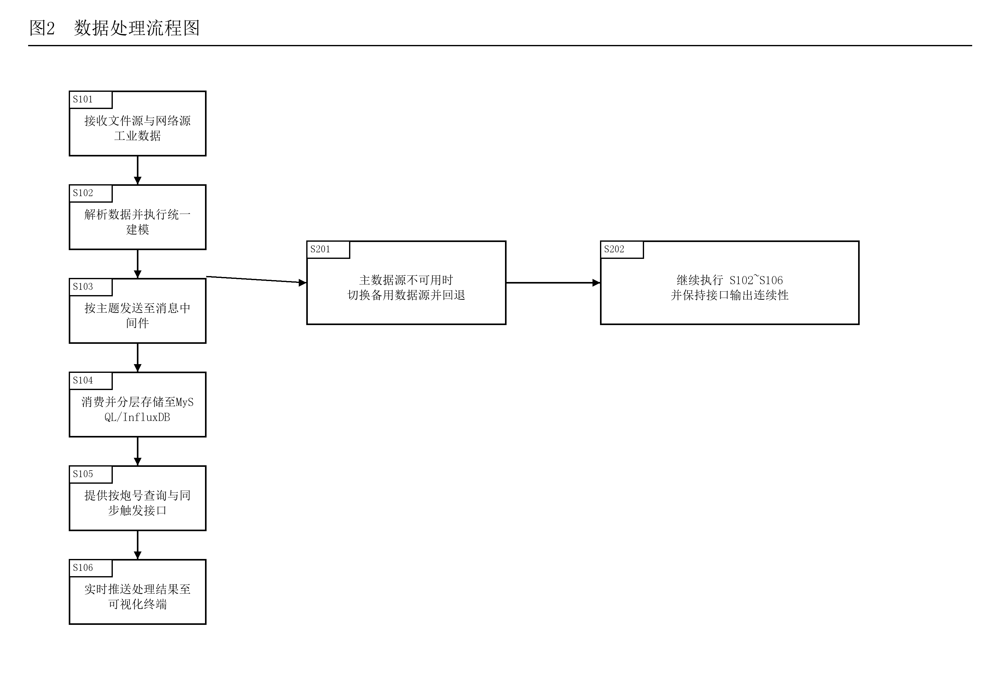 图2 数据处理流程图
S101
接收文件源与网络源
工业数据
S102
解析数据并执行统一
建模
S103
按主题发送至消息中
间件
S104
消费并分层存储至MyS
QL/InfluxDB
S105
提供按炮号查询与同
步触发接口
S106
实时推送处理结果至
可视化终端
S201
主数据源不可用时
切换备用数据源并回退
S202
继续执行 S102~S106
并保持接口输出连续性